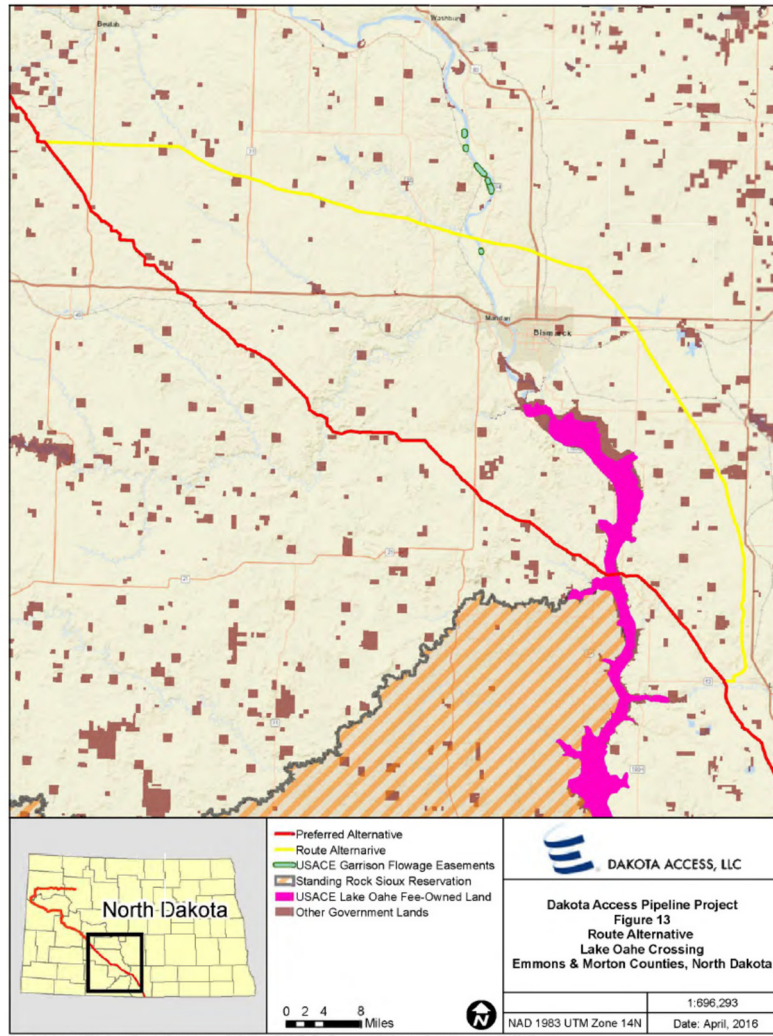 Beulah
Washburn
Mandan
Bismarck
21
1804
North Dakota
Preferred Alternative
Route Alternarive
USACE Garrison Flowage Easements
Standing Rock Sioux Reservation
USACE Lake Oahe Fee-Owned Land
Other Government Lands
0 2 4 8
Miles
N
DAKOTA ACCESS, LLC
Dakota Access Pipeline Project
Figure 13
Route Alternative
Lake Oahe Crossing
Emmons & Morton Counties, North Dakota
1:696,293
NAD 1983 UTM Zone 14N
Date: April, 2016